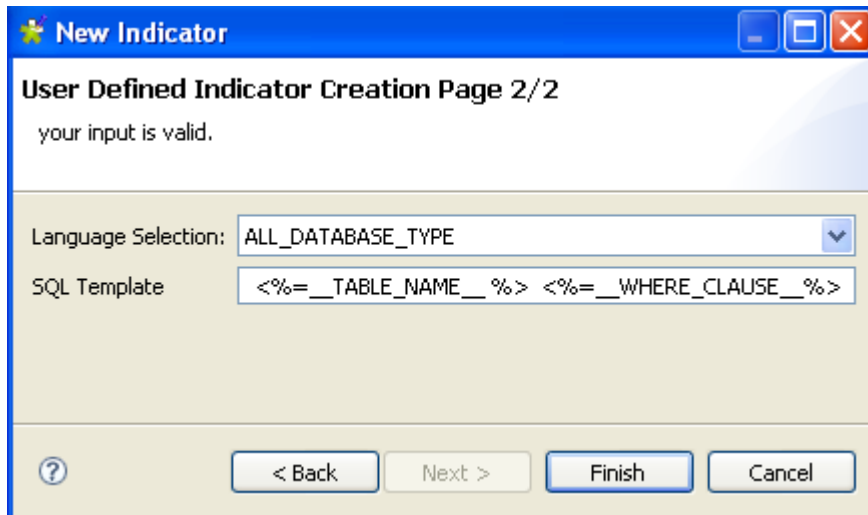 New Indicator
User Defined Indicator Creation Page 2/2
your input is valid.
Language Selection: ALL_DATABASE_TYPE
SQL Template <%=__TABLE_NAME__ %> <%=__WHERE_CLAUSE__%>
? < Back Next > Finish Cancel